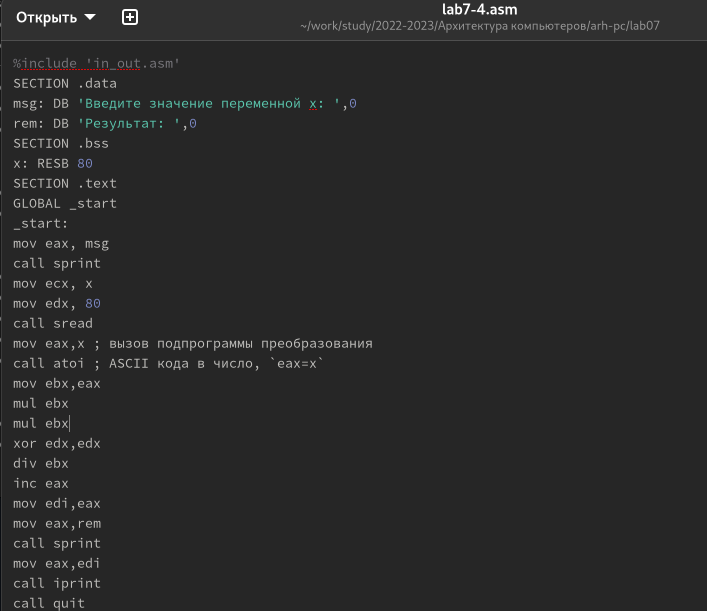 Открыть
lab7-4.asm
~/work/study/2022-2023/Архитектура компьютеров/arh-pc/lab07
%include 'in_out.asm'
SECTION .data
msg: DB 'Введите значение переменной x: ',0
rem: DB 'Результат: ',0
SECTION .bss
x: RESB 80
SECTION .text
GLOBAL _start
_start:
mov eax, msg
call sprint
mov ecx, x
mov edx, 80
call sread
mov eax,x ; вызов подпрограммы преобразования
call atoi ; ASCII кода в число, `eax=x`
mov ebx,eax
mul ebx
mul ebx
xor edx,edx
div ebx
inc eax
mov edi,eax
mov eax,rem
call sprint
mov eax,edi
call iprint
call quit